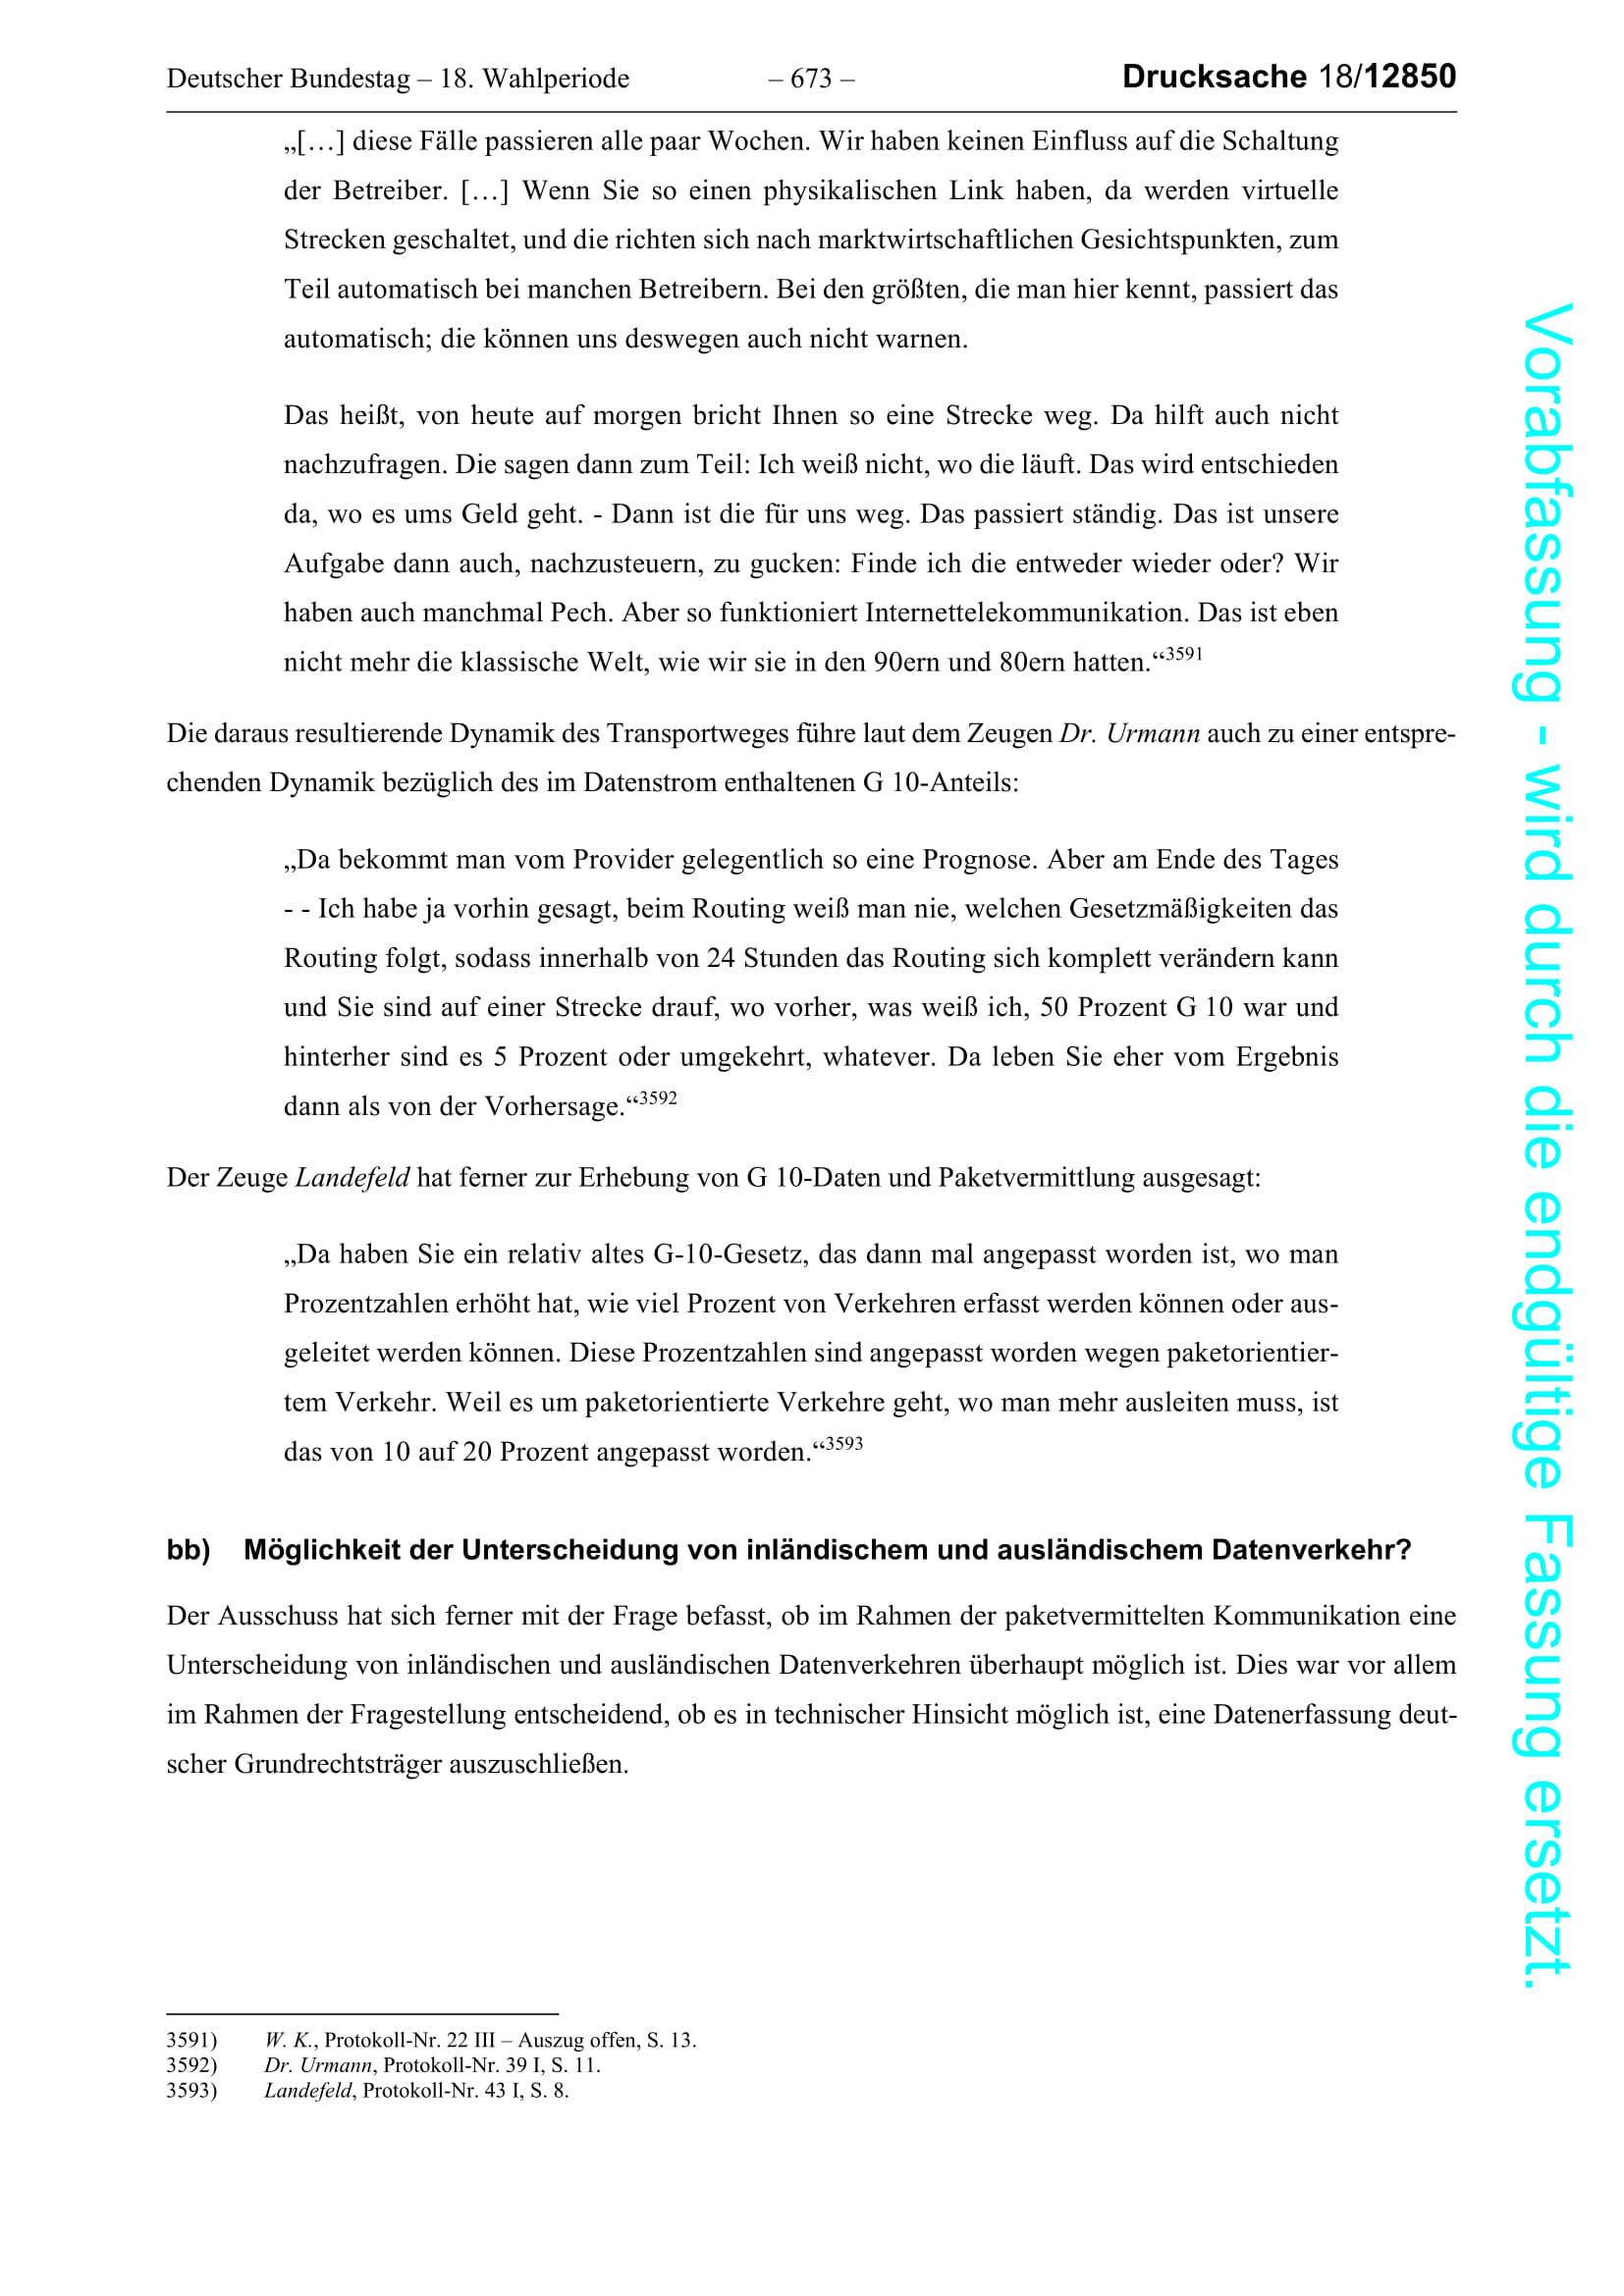 Deutscher Bundestag – 18. Wahlperiode – 673 – Drucksache 18/12850
„[…] diese Fälle passieren alle paar Wochen. Wir haben keinen Einfluss auf die Schaltung
der Betreiber. […] Wenn Sie so einen physikalischen Link haben, da werden virtuelle
Strecken geschaltet, und die richten sich nach marktwirtschaftlichen Gesichtspunkten, zum
Teil automatisch bei manchen Betreibern. Bei den größten, die man hier kennt, passiert das
automatisch; die können uns deswegen auch nicht warnen.
Das heißt, von heute auf morgen bricht Ihnen so eine Strecke weg. Da hilft auch nicht
nachzufragen. Die sagen dann zum Teil: Ich weiß nicht, wo die läuft. Das wird entschieden
da, wo es ums Geld geht. - Dann ist die für uns weg. Das passiert ständig. Das ist unsere
Aufgabe dann auch, nachzusteuern, zu gucken: Finde ich die entweder wieder oder? Wir
haben auch manchmal Pech. Aber so funktioniert Internettelekommunikation. Das ist eben
nicht mehr die klassische Welt, wie wir sie in den 90ern und 80ern hatten.“3591
Die daraus resultierende Dynamik des Transportweges führe laut dem Zeugen Dr. Urmann auch zu einer entspre-
chenden Dynamik bezüglich des im Datenstrom enthaltenen G 10-Anteils:
„Da bekommt man vom Provider gelegentlich so eine Prognose. Aber am Ende des Tages
- - Ich habe ja vorhin gesagt, beim Routing weiß man nie, welchen Gesetzmäßigkeiten das
Routing folgt, sodass innerhalb von 24 Stunden das Routing sich komplett verändern kann
und Sie sind auf einer Strecke drauf, wo vorher, was weiß ich, 50 Prozent G 10 war und
hinterher sind es 5 Prozent oder umgekehrt, whatever. Da leben Sie eher vom Ergebnis
dann als von der Vorhersage.“3592
Der Zeuge Landefeld hat ferner zur Erhebung von G 10-Daten und Paketvermittlung ausgesagt:
„Da haben Sie ein relativ altes G-10-Gesetz, das dann mal angepasst worden ist, wo man
Prozentzahlen erhöht hat, wie viel Prozent von Verkehren erfasst werden können oder aus-
geleitet werden können. Diese Prozentzahlen sind angepasst worden wegen paketorientier-
tem Verkehr. Weil es um paketorientierte Verkehre geht, wo man mehr ausleiten muss, ist
das von 10 auf 20 Prozent angepasst worden.“3593
bb) Möglichkeit der Unterscheidung von inländischem und ausländischem Datenverkehr?
Der Ausschuss hat sich ferner mit der Frage befasst, ob im Rahmen der paketvermittelten Kommunikation eine
Unterscheidung von inländischen und ausländischen Datenverkehren überhaupt möglich ist. Dies war vor allem
im Rahmen der Fragestellung entscheidend, ob es in technischer Hinsicht möglich ist, eine Datenerfassung deut-
scher Grundrechtsträger auszuschließen.
3591) W. K., Protokoll-Nr. 22 III – Auszug offen, S. 13.
3592) Dr. Urmann, Protokoll-Nr. 39 I, S. 11.
3593) Landefeld, Protokoll-Nr. 43 I, S. 8.
Vorabfassung - wird durch die endgültige Fassung ersetzt.